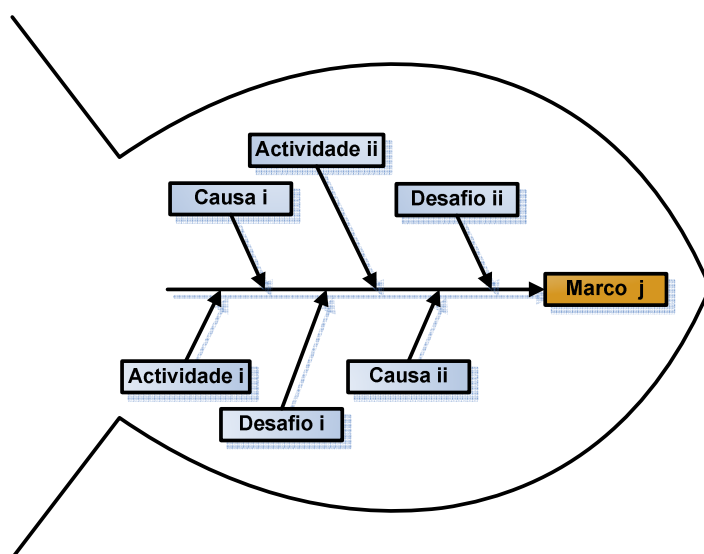 Actividade ii
Causa i
Desafio ii
Marco j
Actividade i
Causa ii
Desafio i